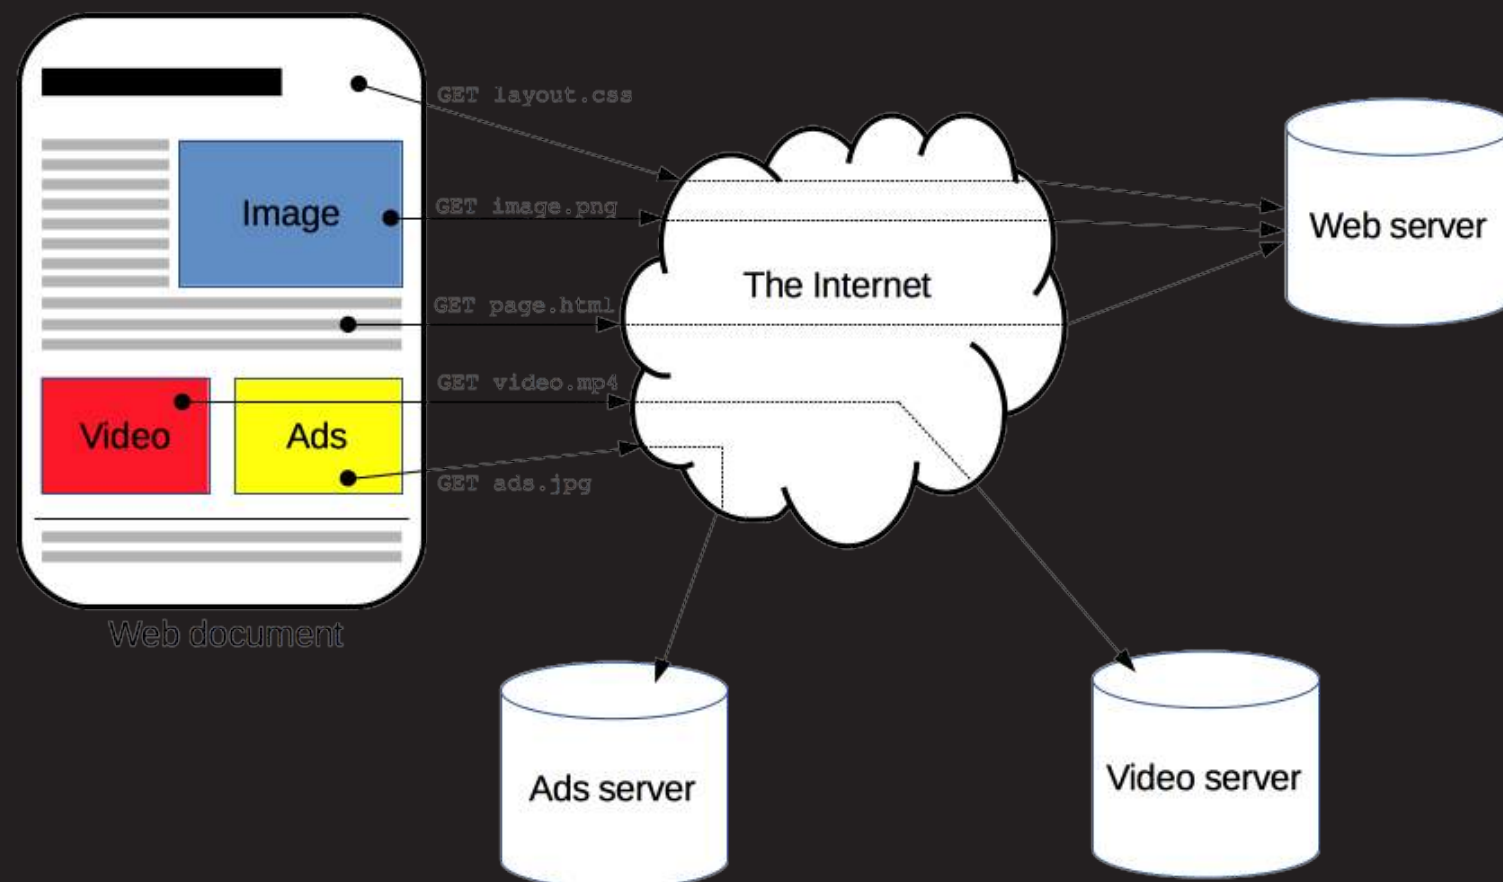 GET layout.css
Image
GET image.png
Web server
The Internet
GET page.html
GET video.mp4
Video
Ads
GET ads.jpg
Web document
Ads server
Video server